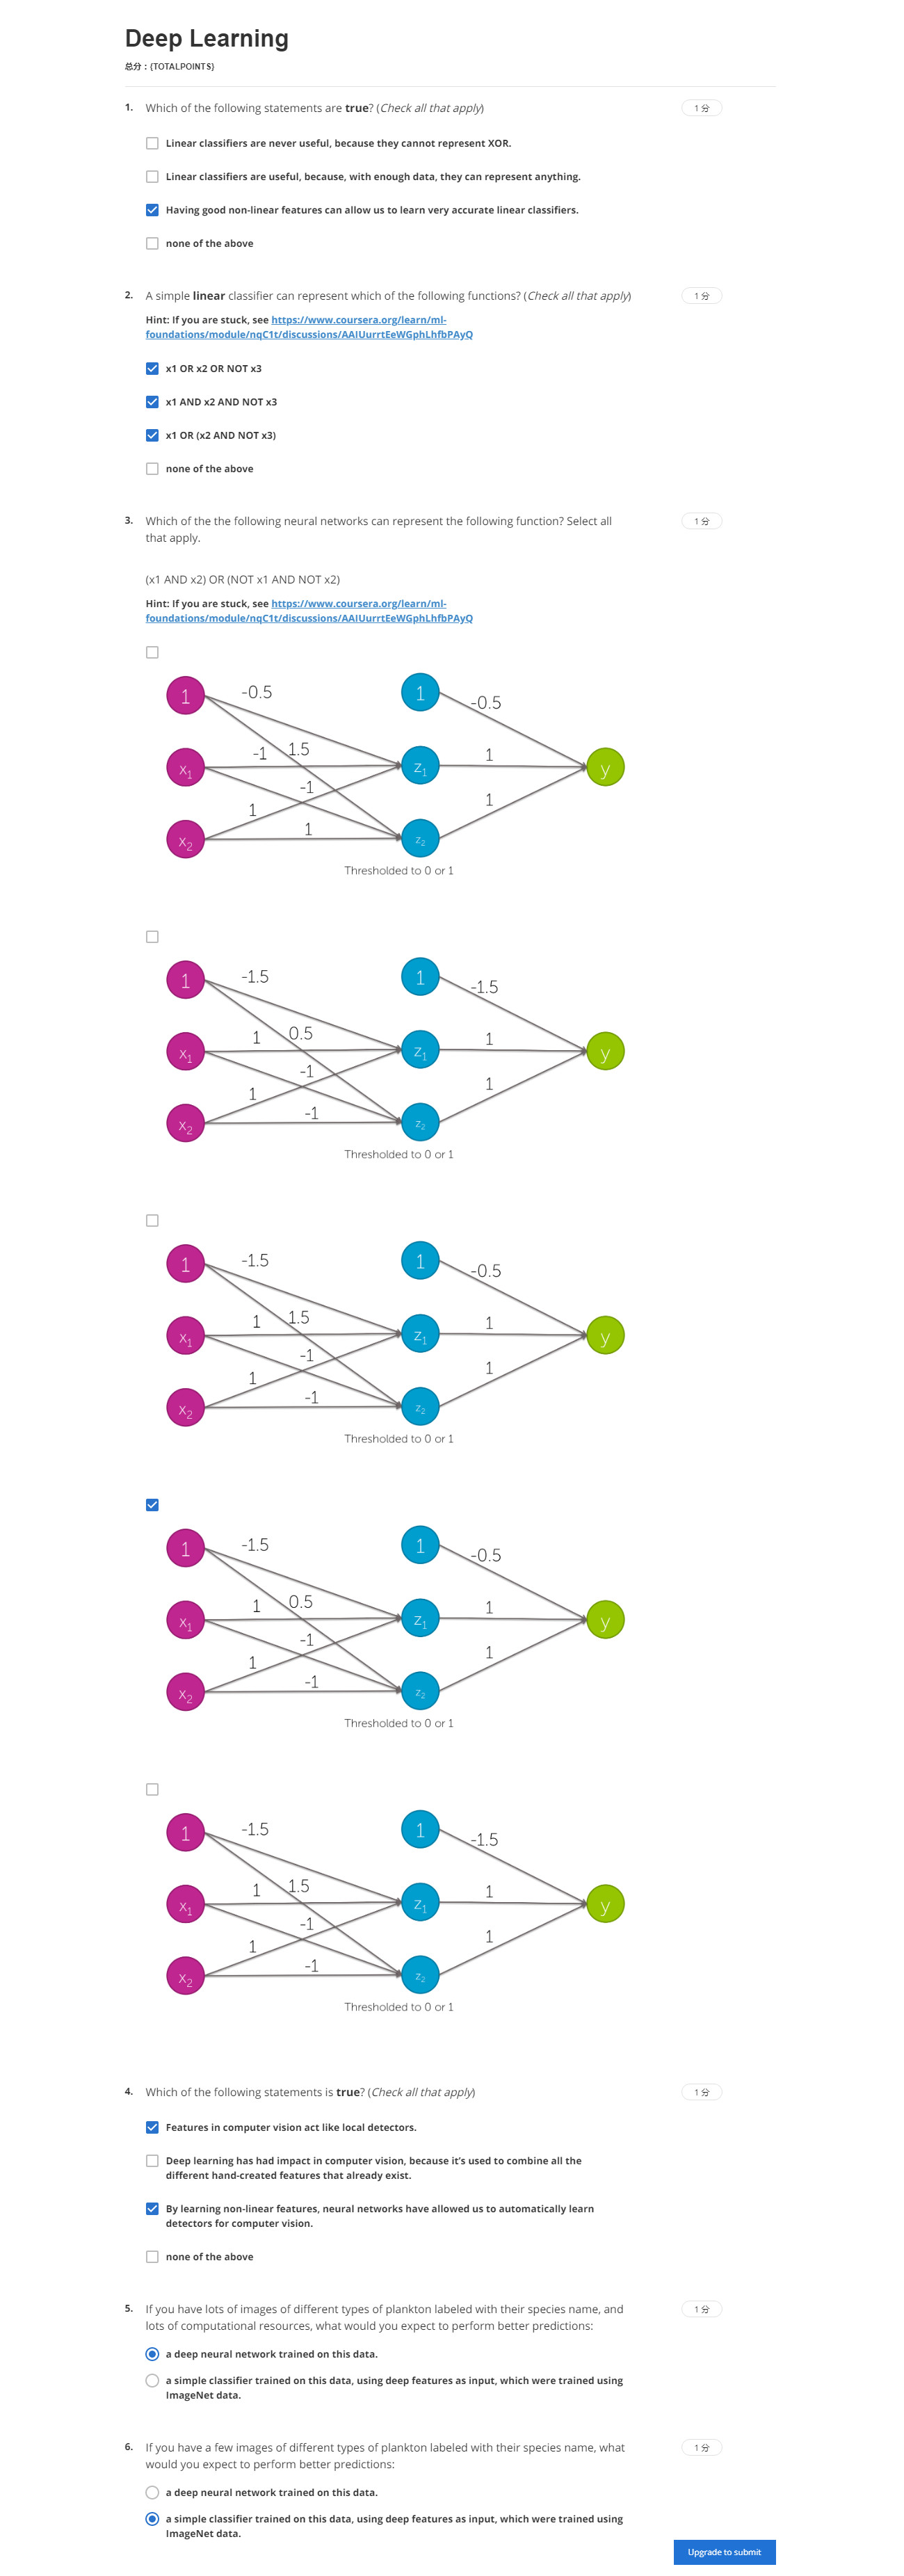 Deep Learning
总分：{TOTALPOINTS}
1. Which of the following statements are true? (Check all that apply)
1 分
Linear classifiers are never useful, because they cannot represent XOR.
Linear classifiers are useful, because, with enough data, they can represent anything.
Having good non-linear features can allow us to learn very accurate linear classifiers.
none of the above
2. A simple linear classifier can represent which of the following functions? (Check all that apply)
1 分
Hint: If you are stuck, see https://www.coursera.org/learn/ml-
foundations/module/nqC1t/discussions/AAIUurrtEeWGphLhfbPAyQ
x1 OR x2 OR NOT x3
x1 AND x2 AND NOT x3
x1 OR (x2 AND NOT x3)
none of the above
3. Which of the the following neural networks can represent the following function? Select all
1 分
that apply.
(x1 AND x2) OR (NOT x1 AND NOT x2)
Hint: If you are stuck, see https://www.coursera.org/learn/ml-
foundations/module/nqC1t/discussions/AAIUurrtEeWGphLhfbPAyQ
1 -0.5 1 -0.5
x1 -1 1.5 z1 1 y
-1
1 1
x2 1 z2
Thresholded to 0 or 1
1 -1.5 1 -1.5
x1 1 0.5 z1 1 y
-1
1 1
x2 -1 z2
Thresholded to 0 or 1
1 -1.5 1 -0.5
x1 1 1.5 z1 1 y
-1
1 1
x2 -1 z2
Thresholded to 0 or 1
1 -1.5 1 -0.5
x1 1 0.5 z1 1 y
-1
1 1
x2 -1 z2
Thresholded to 0 or 1
1 -1.5 1 -1.5
x1 1 1.5 z1 1 y
-1
1 1
x2 -1 z2
Thresholded to 0 or 1
4. Which of the following statements is true? (Check all that apply)
1 分
Features in computer vision act like local detectors.
Deep learning has had impact in computer vision, because it's used to combine all the
different hand-created features that already exist.
By learning non-linear features, neural networks have allowed us to automatically learn
detectors for computer vision.
none of the above
5. If you have lots of images of different types of plankton labeled with their species name, and
1 分
lots of computational resources, what would you expect to perform better predictions:
a deep neural network trained on this data.
a simple classifier trained on this data, using deep features as input, which were trained using
ImageNet data.
6. If you have a few images of different types of plankton labeled with their species name, what
1 分
would you expect to perform better predictions:
a deep neural network trained on this data.
a simple classifier trained on this data, using deep features as input, which were trained using
ImageNet data.
Upgrade to submit